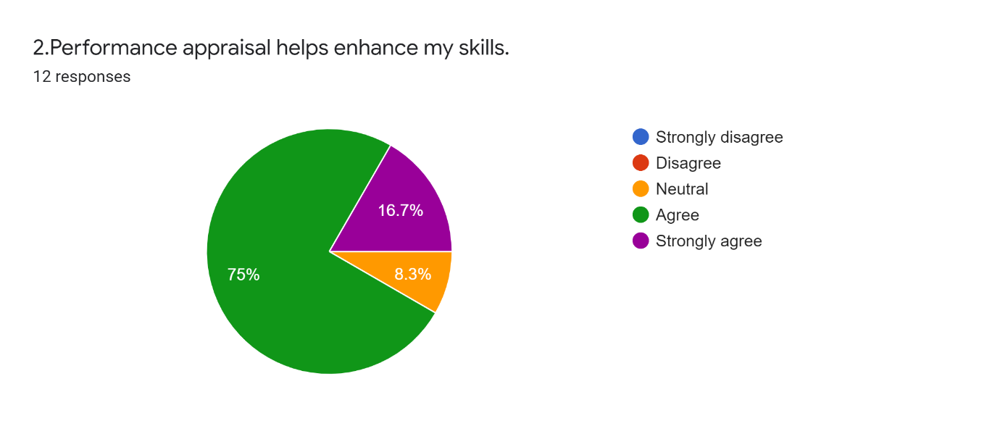 2.Performance appraisal helps enhance my skills.
12 responses
16.7%
8.3%
75%
Strongly disagree
Disagree
Neutral
Agree
Strongly agree